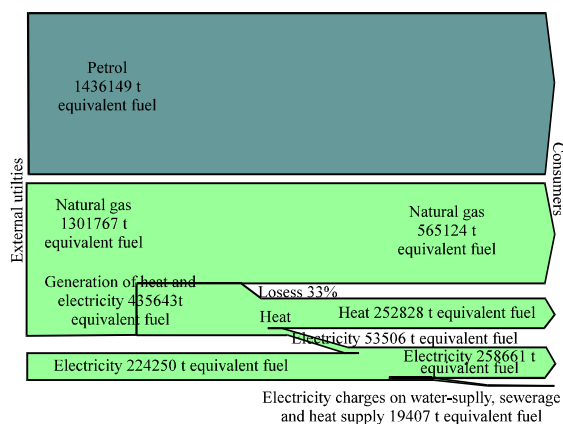 Petrol
1436149 t
equivalent fuel
External utilties
Consumers
Natural gas
1301767 t
equivalent fuel
Natural gas
565124 t
equivalent fuel
Generation of heat and
electricity 435643t
equivalent fuel
Losess 33%
Heat
Heat 252828 t equivalent fuel
Electricity 53506 t equivalent fuel
Electricity 224250 t equivalent fuel
Electricity 258661 t
equivalent fuel
Electricity charges on water-suplly, sewerage
and heat supply 19407 t equivalent fuel